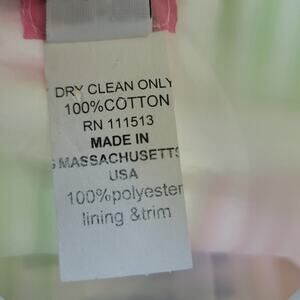 DRY CLEAN ONLY
100%COTTON
RN 111513
MADE IN
MASSACHUSETTS
USA
100%polyester
lining &trim